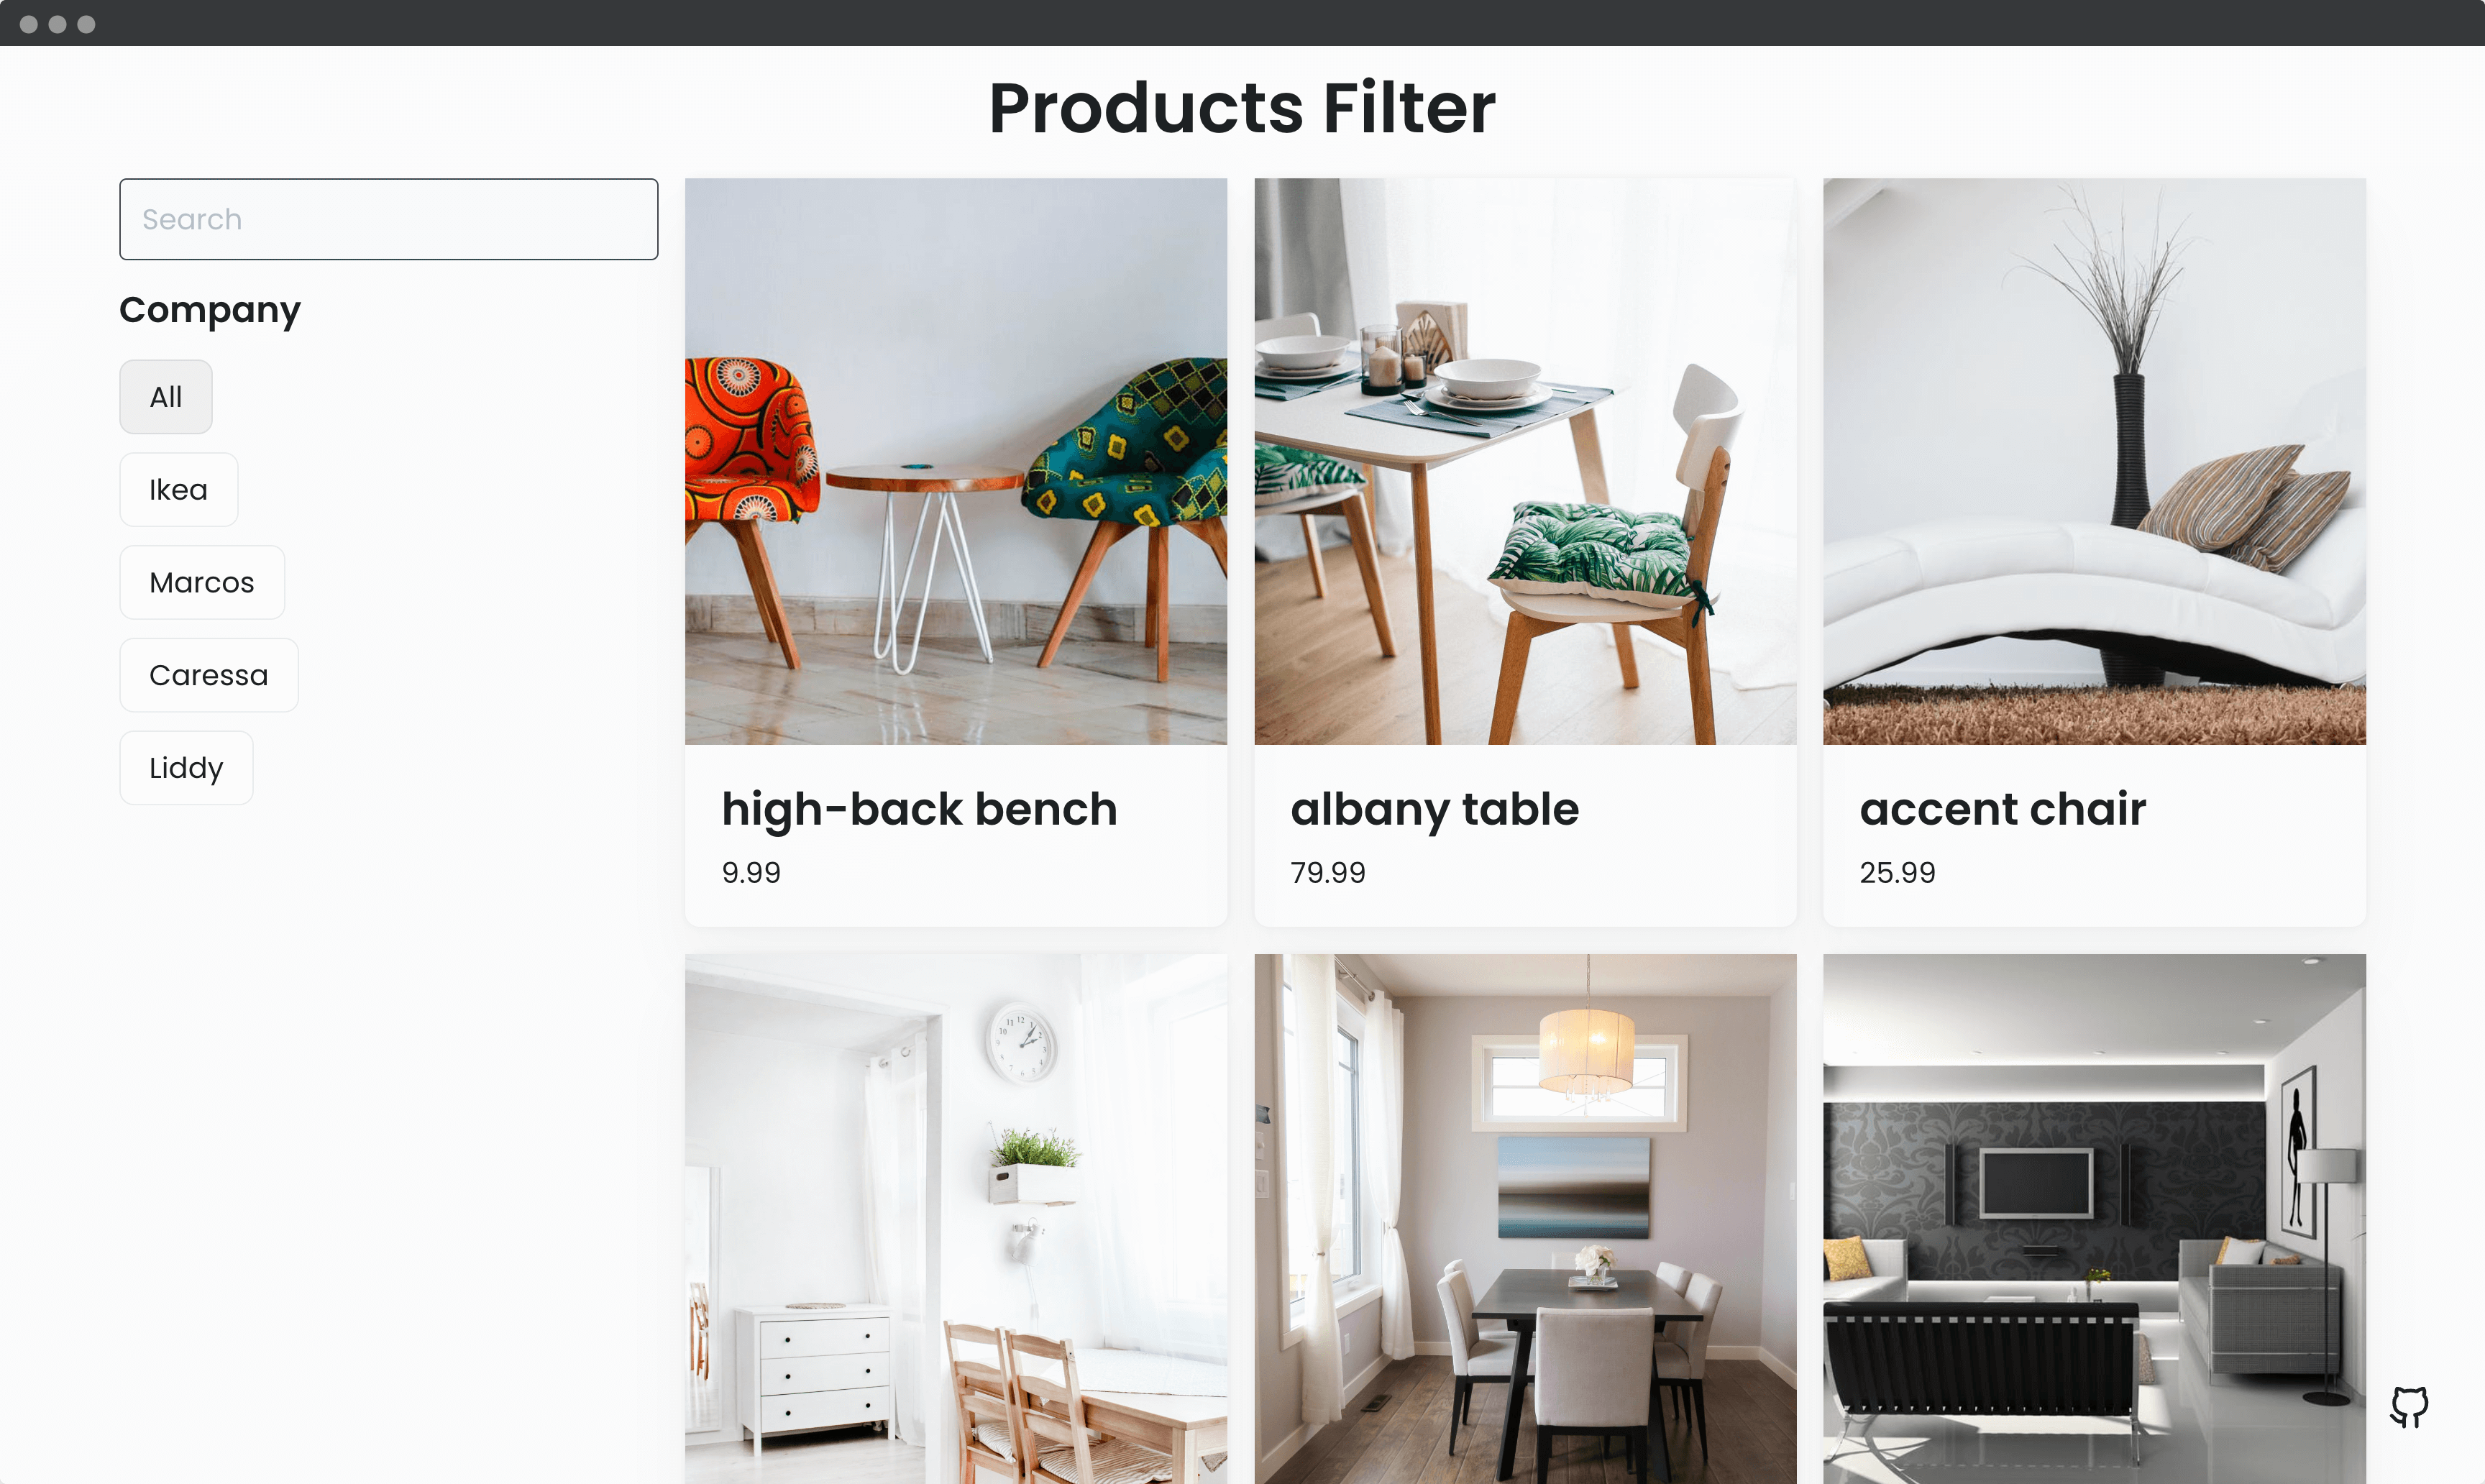 Products Filter
Search
Company
All
Ikea
Marcos
Caressa
Liddy
high-back bench
9.99
albany table
79.99
accent chair
25.99